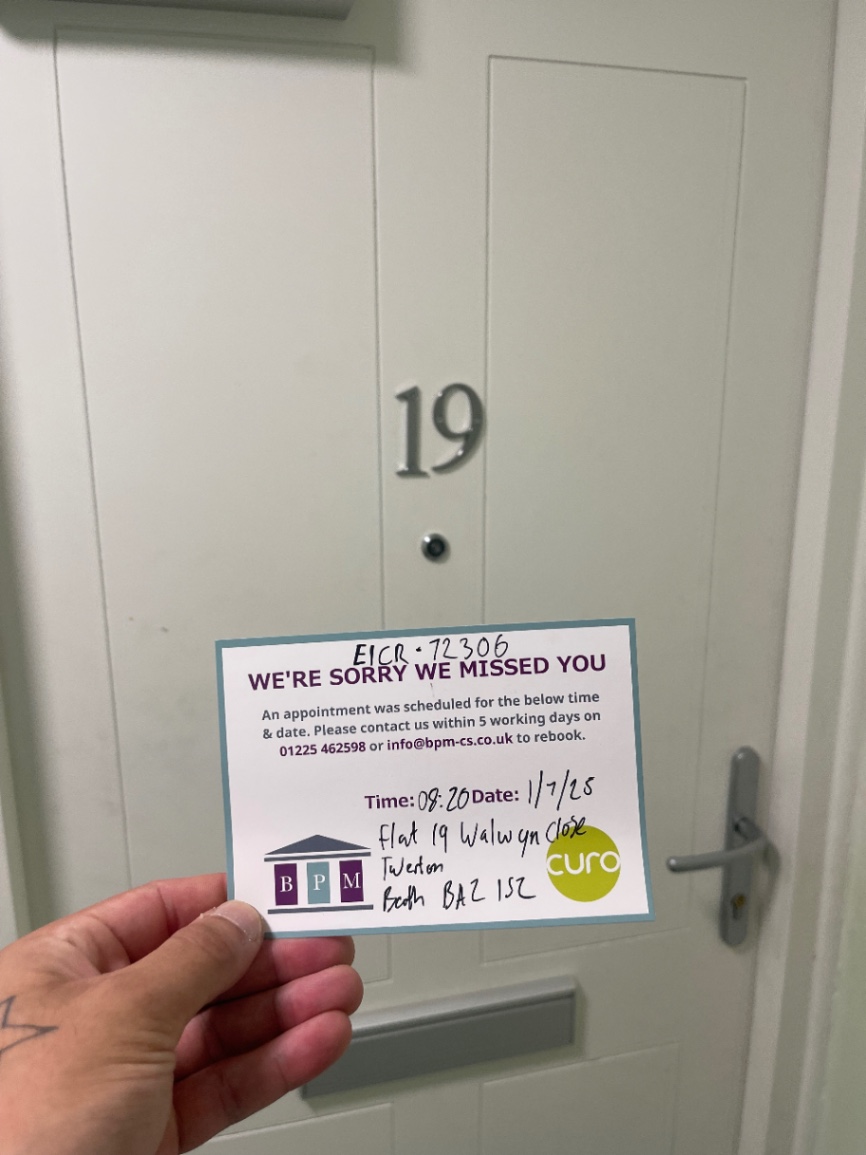 19
EICR · 72306
WE'RE SORRY WE MISSED YOU
An appointment was scheduled for the below time
& date. Please contact us within 5 working days on
01225 462598 or info@bpm-cs.co.uk to rebook.
Time: 08:20 Date: 1/7/25
Flat 19 Walwyn Close
Twerton
Bath BA2 1SZ
B P M
curo